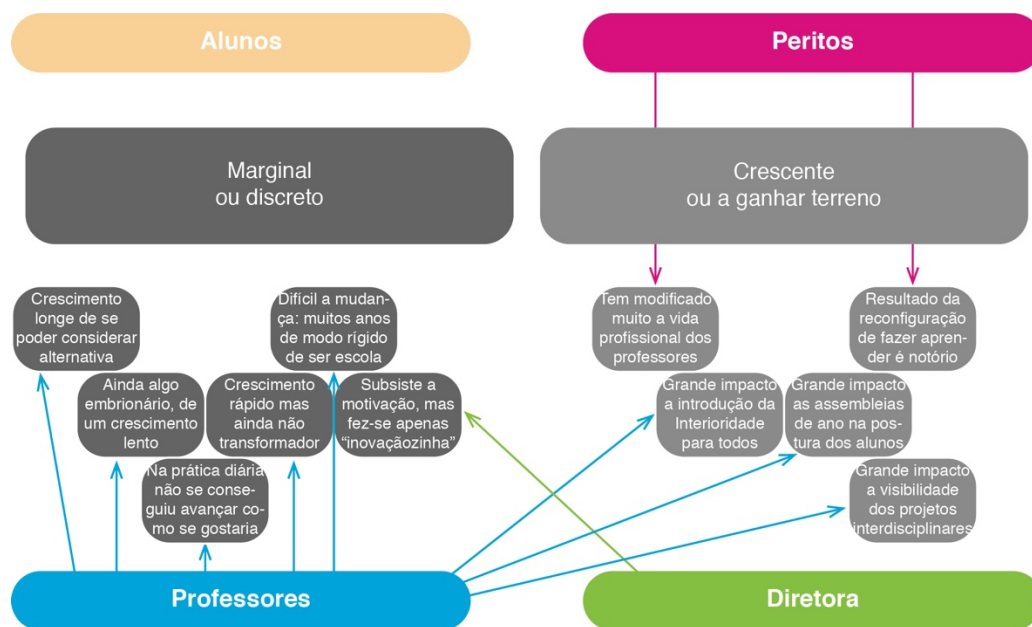 Alunos
Peritos
Marginal
ou discreto
Crescente
ou a ganhar terreno
Crescimento
longe de se
poder considerar
alternativa
Difícil a mudan-
ça: muitos anos
de modo rígido
de ser escola
Tem modificado
muito a vida
profissional dos
professores
Resultado da
reconfiguração
de fazer apren-
der é notório
Ainda algo
embrionário, de
um crescimento
lento
Crescimento
rápido mas
ainda não
transformador
Subsiste a
motivação, mas
fez-se apenas
“inovaçãozinha”
Grande impacto
a introdução da
Interioridade
para todos
Grande impacto
as assembleias
de ano na pos-
tura dos alunos
Na prática diária
não se conse-
guiu avançar co-
mo se gostaria
Grande impacto
a visibilidade
dos projetos
interdisciplinares
Professores
Diretora